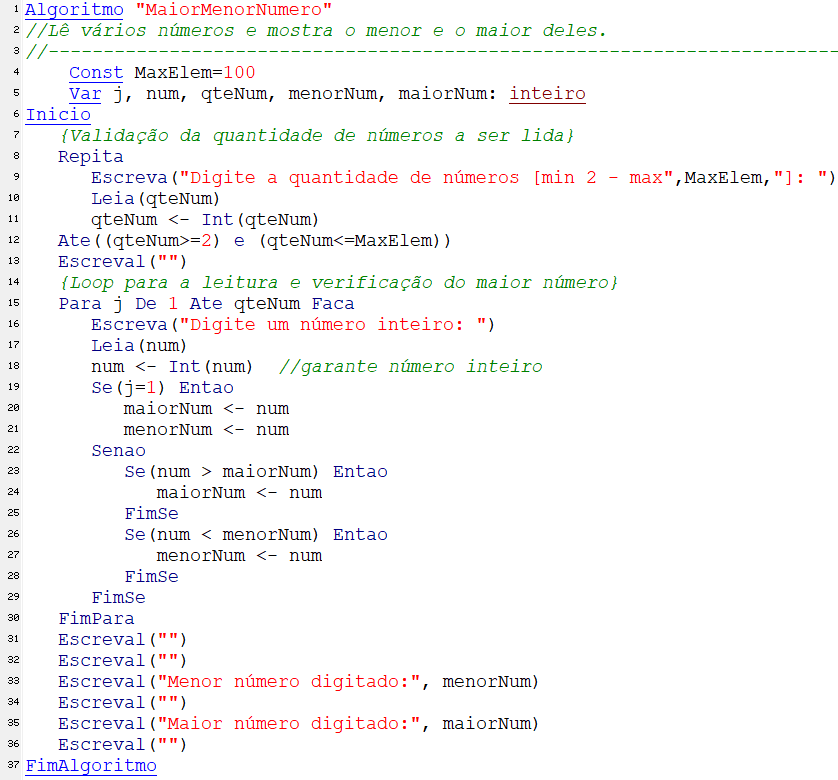 1 Algoritmo "MaiorMenorNumero"
2 //Lê vários números e mostra o menor e o maior deles.
3 //------------------------------------------------------------------------
4 Const MaxElem=100
5 Var j, num, qteNum, menorNum, maiorNum: inteiro
6 Inicio
7 {Validação da quantidade de números a ser lida}
8 Repita
9 Escreva("Digite a quantidade de números [min 2 - max",MaxElem,"]: ")
10 Leia(qteNum)
11 qteNum <- Int(qteNum)
12 Ate((qteNum>=2) e (qteNum<=MaxElem))
13 Escreval("")
14 {Loop para a leitura e verificação do maior número}
15 Para j De 1 Ate qteNum Faca
16 Escreva("Digite um número inteiro: ")
17 Leia(num)
18 num <- Int(num) //garante número inteiro
19 Se(j=1) Entao
20 maiorNum <- num
21 menorNum <- num
22 Senao
23 Se(num > maiorNum) Entao
24 maiorNum <- num
25 FimSe
26 Se(num < menorNum) Entao
27 menorNum <- num
28 FimSe
29 FimSe
30 FimPara
31 Escreval("")
32 Escreval("")
33 Escreval("Menor número digitado:", menorNum)
34 Escreval("")
35 Escreval("Maior número digitado:", maiorNum)
36 Escreval("")
37 FimAlgoritmo